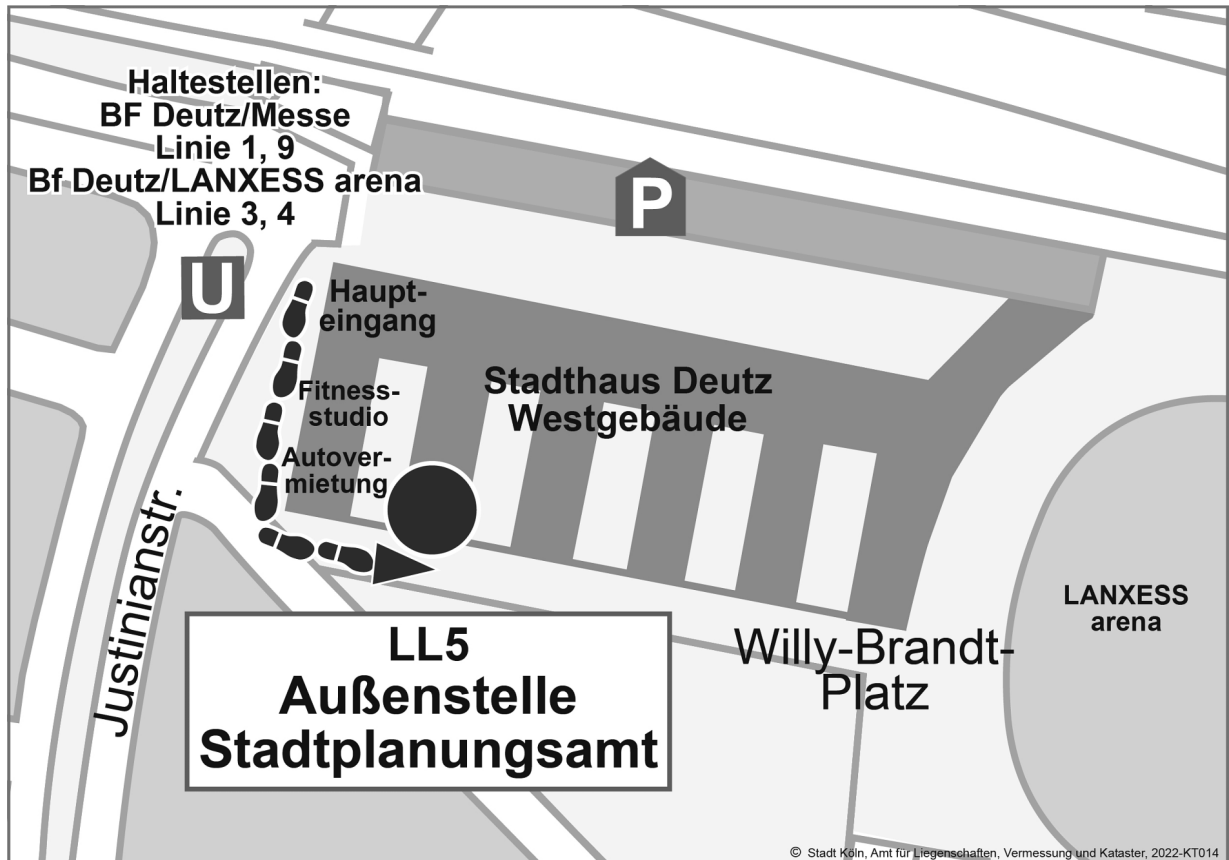 Haltestellen:
BF Deutz/Messe
Linie 1, 9
Bf Deutz/LANXESS arena
Linie 3, 4
P
U
Haupt-
eingang
Fitness-
studio
Autover-
mietung
Stadthaus Deutz
Westgebäude
Justinianstr.
LL5
Außenstelle
Stadtplanungsamt
Willy-Brandt-
Platz
LANXESS
arena
© Stadt Köln, Amt für Liegenschaften, Vermessung und Kataster, 2022-KT014